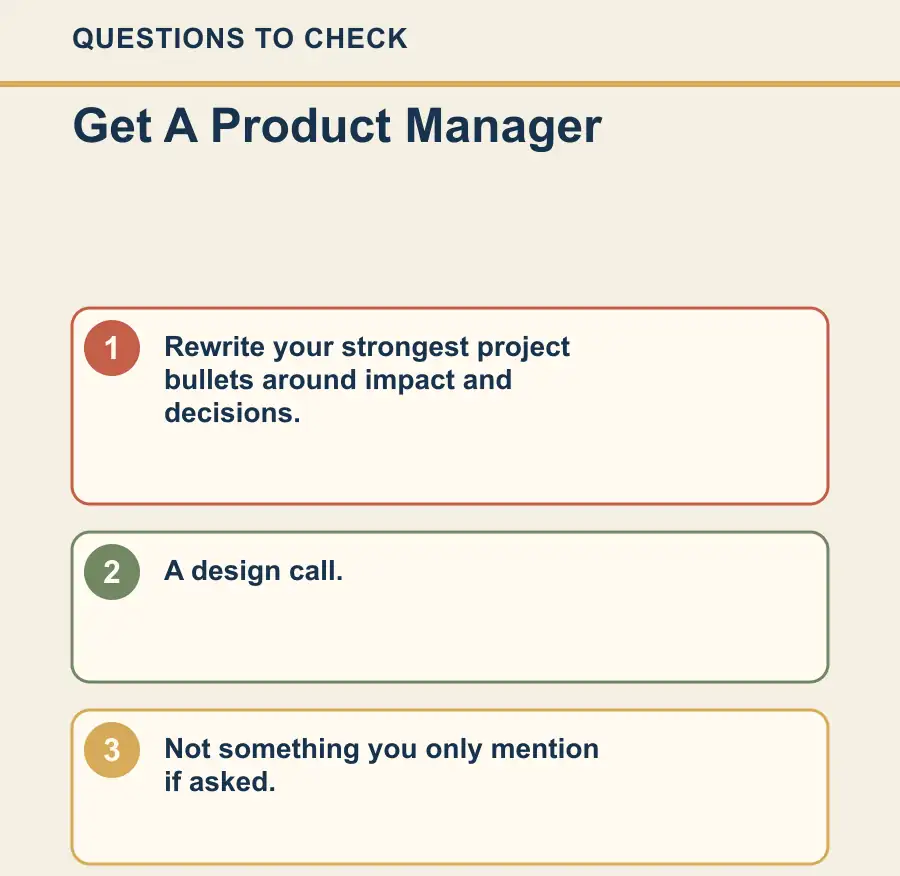 QUESTIONS TO CHECK
Get A Product Manager
1
Rewrite your strongest project
bullets around impact and
decisions.
2
A design call.
3
Not something you only mention
if asked.